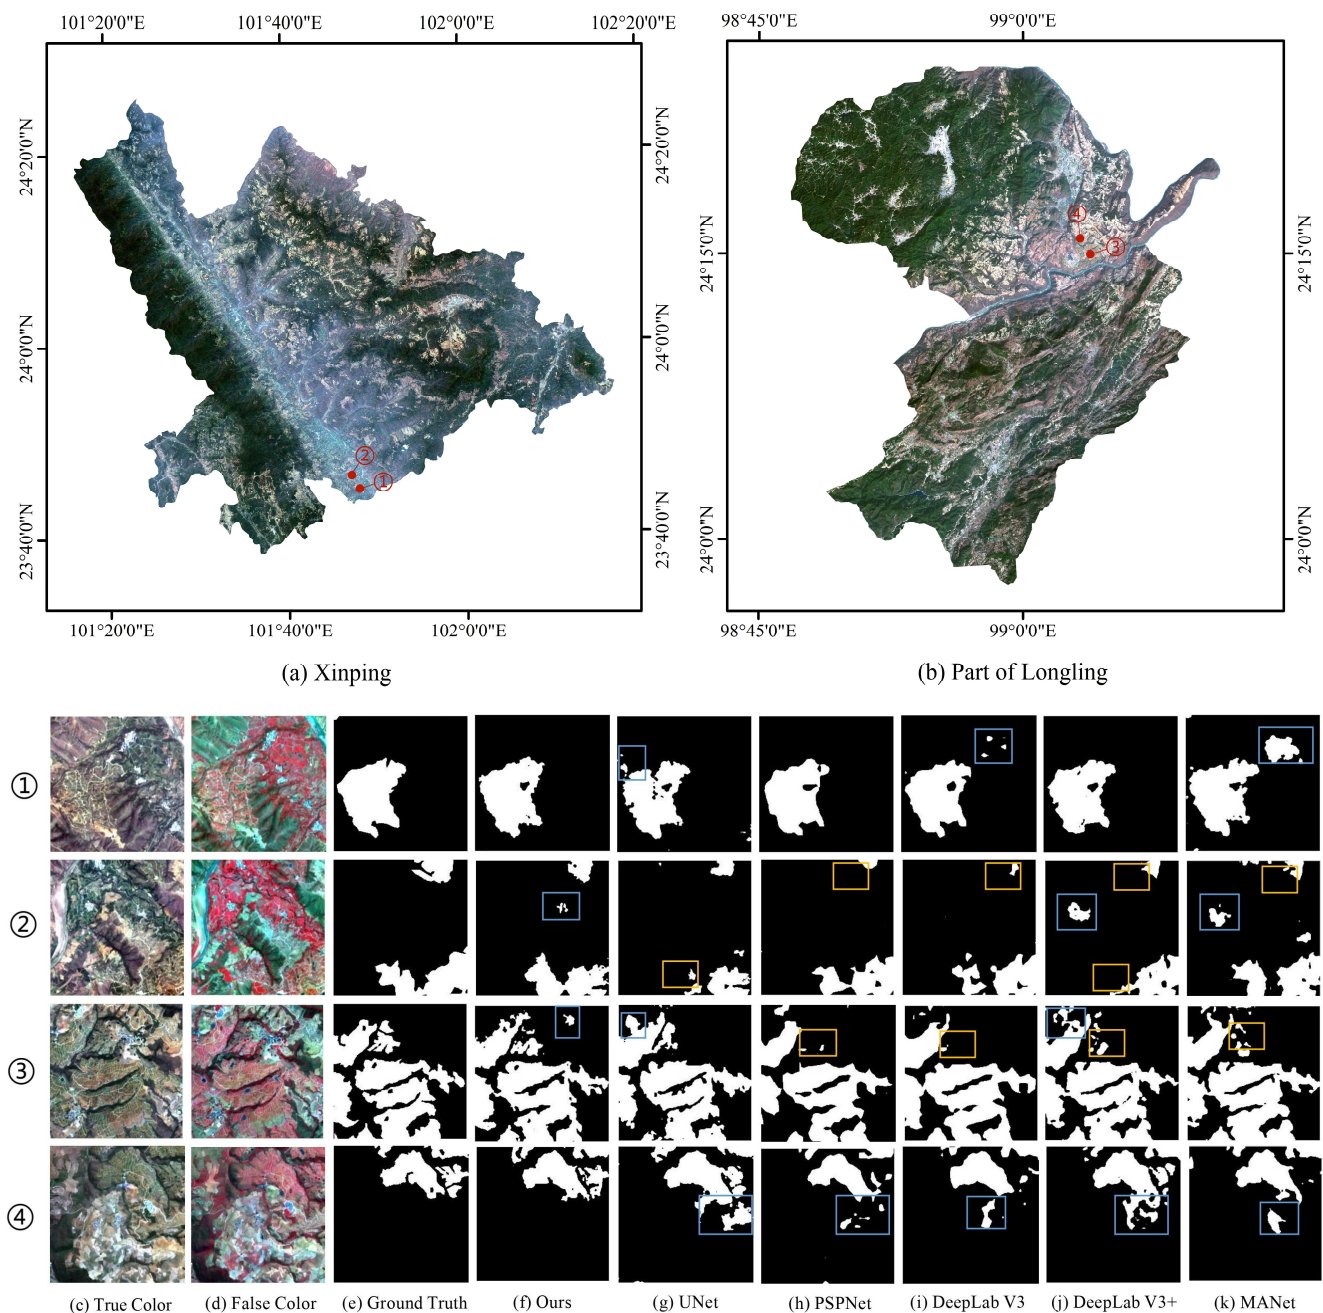 101°20'0"E 101°40'0"E 102°0'0"E 102°20'0"E
98°45'0"E 99°0'0"E
24°20'0"N 24°20'0"N
24°0'0"N 24°0'0"N
23°40'0"N 23°40'0"N
② ①
101°20'0"E 101°40'0"E 102°0'0"E
(a) Xinping
④ ③
24°15'0"N 24°15'0"N
24°0'0"N 24°0'0"N
98°45'0"E 99°0'0"E
(b) Part of Longling
①
②
③
④
(c) True Color (d) False Color (e) Ground Truth (f) Ours (g) UNet (h) PSPNet (i) DeepLab V3 (j) DeepLab V3+ (k) MANet